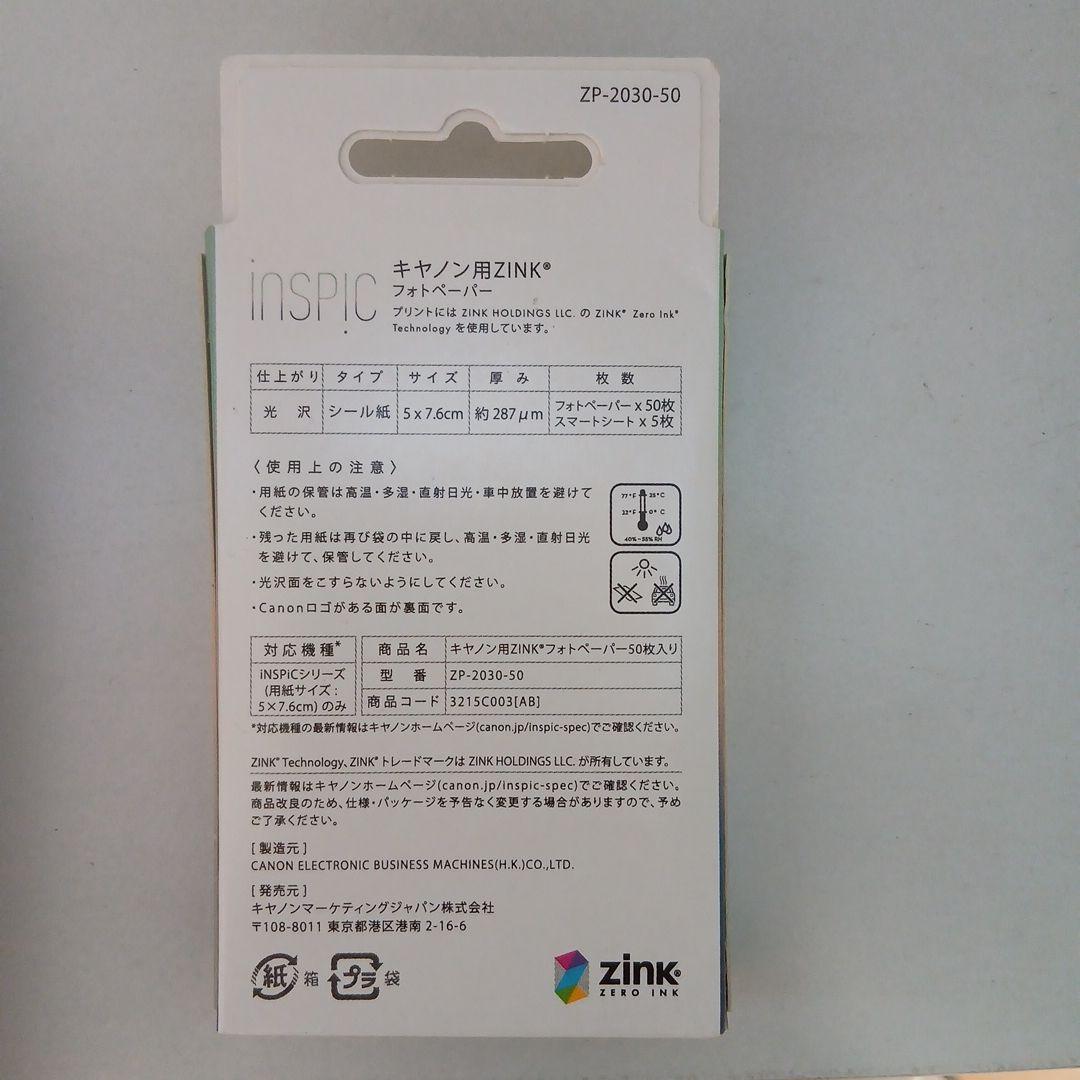 ZP-2030-50
iNSPiC
キヤノン用ZINK®
フォトペーパー
プリントには ZINK HOLDINGS LLC. の ZINK® Zero Ink®
Technology を使用しています。
仕上がり タイプ サイズ 厚み 枚数
光沢 シール紙 5 x 7.6cm 約 287μm フォトペーパー x 50枚
スマートシート x 5枚
〈使用上の注意〉
・用紙の保管は高温・多湿・直射日光・車中放置を避けて
ください。
・残った用紙は再び袋の中に戻し、高温・多湿・直射日光
を避けて、保管してください。
・光沢面をこすらないようにしてください。
・Canonロゴがある面が裏面です。
77°F 25°C
32°F 0°C
40%~55% RH
対応機種*
iNSPiCシリーズ
(用紙サイズ:
5×7.6cm) のみ
商品名 キヤノン用ZINK®フォトペーパー50枚入り
型番 ZP-2030-50
商品コード 3215C003[AB]
*対応機種の最新情報はキヤノンホームページ(canon.jp/inspic-spec)でご確認ください。
ZINK® Technology、ZINK® トレードマークは ZINK HOLDINGS LLC. が所有しています。
最新情報はキヤノンホームページ(canon.jp/inspic-spec)でご確認ください。
商品改良のため、仕様・パッケージを予告なく変更する場合がありますので、予め
ご了承ください。
[製造元]
CANON ELECTRONIC BUSINESS MACHINES(H.K.)CO.,LTD.
[発売元]
キヤノンマーケティングジャパン株式会社
〒108-8011 東京都港区港南 2-16-6
紙 箱 プラ 袋
zink®
ZERO INK